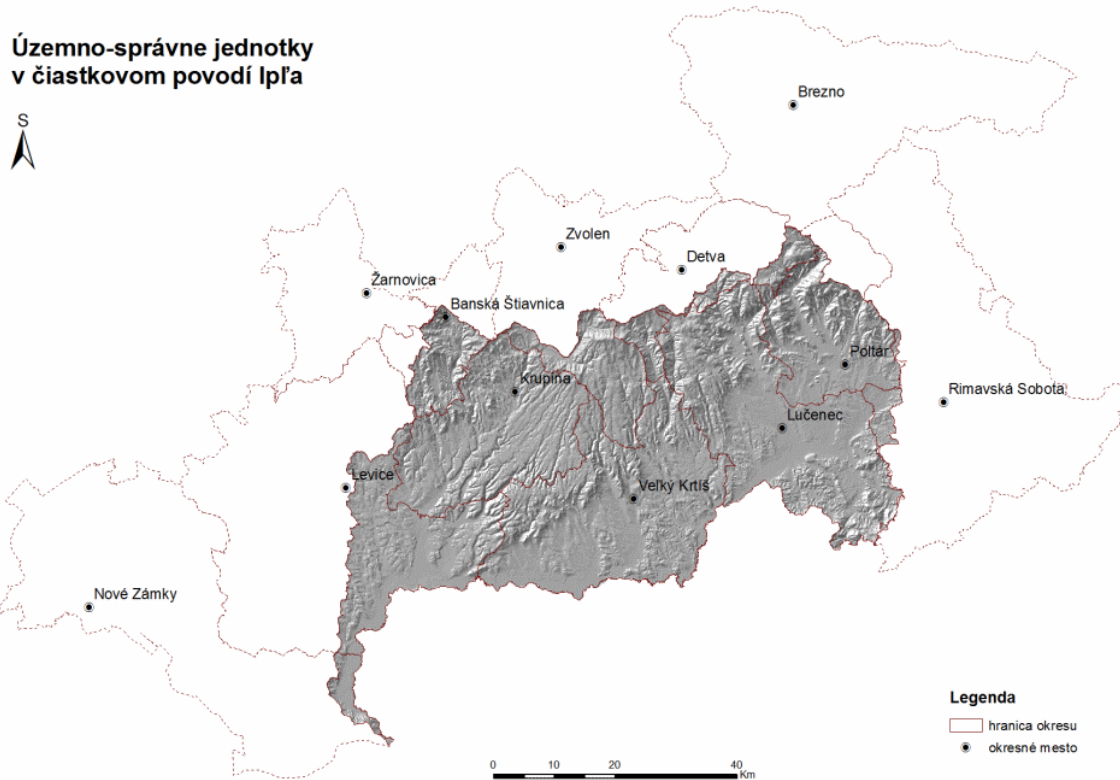 Územno-správne jednotky
v čiastkovom povodí Ipľa
S
Brezno
Zvolen
Detva
Žarnovica
Banská Štiavnica
Poltár
Krupina
Rimavská Sobota
Lučenec
Levice
Veľký Krtíš
Nové Zámky
Legenda
hranica okresu
okresné mesto
0 10 20 40
Km